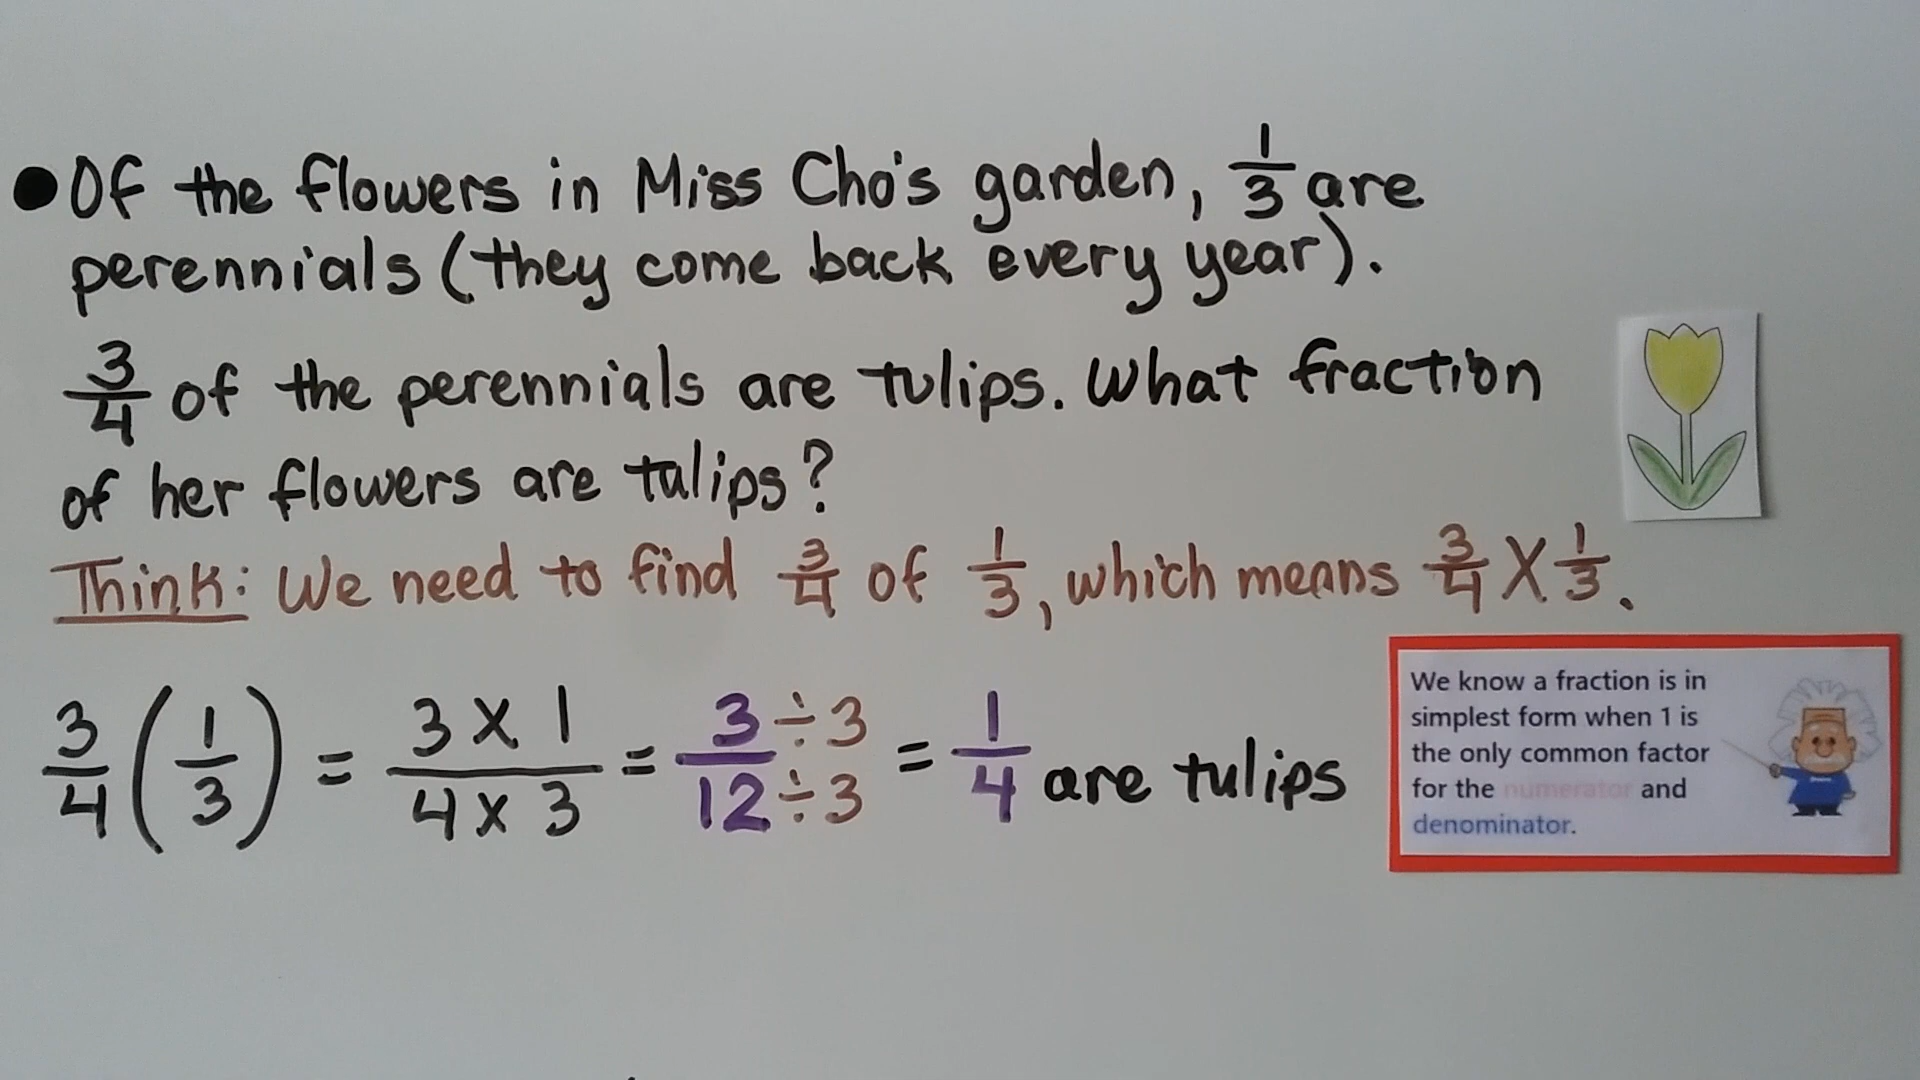 Of the flowers in Miss Cho's garden, 1/3 are
perennials (they come back every year).
3/4 of the perennials are tulips. What fraction
of her flowers are tulips?
Think: We need to find 3/4 of 1/3, which means 3/4 X 1/3.
3/4 (1/3) = 3 x 1 / 4 x 3 = 3 ÷ 3 / 12 ÷ 3 = 1/4 are tulips
We know a fraction is in
simplest form when 1 is
the only common factor
for the numerator and
denominator.